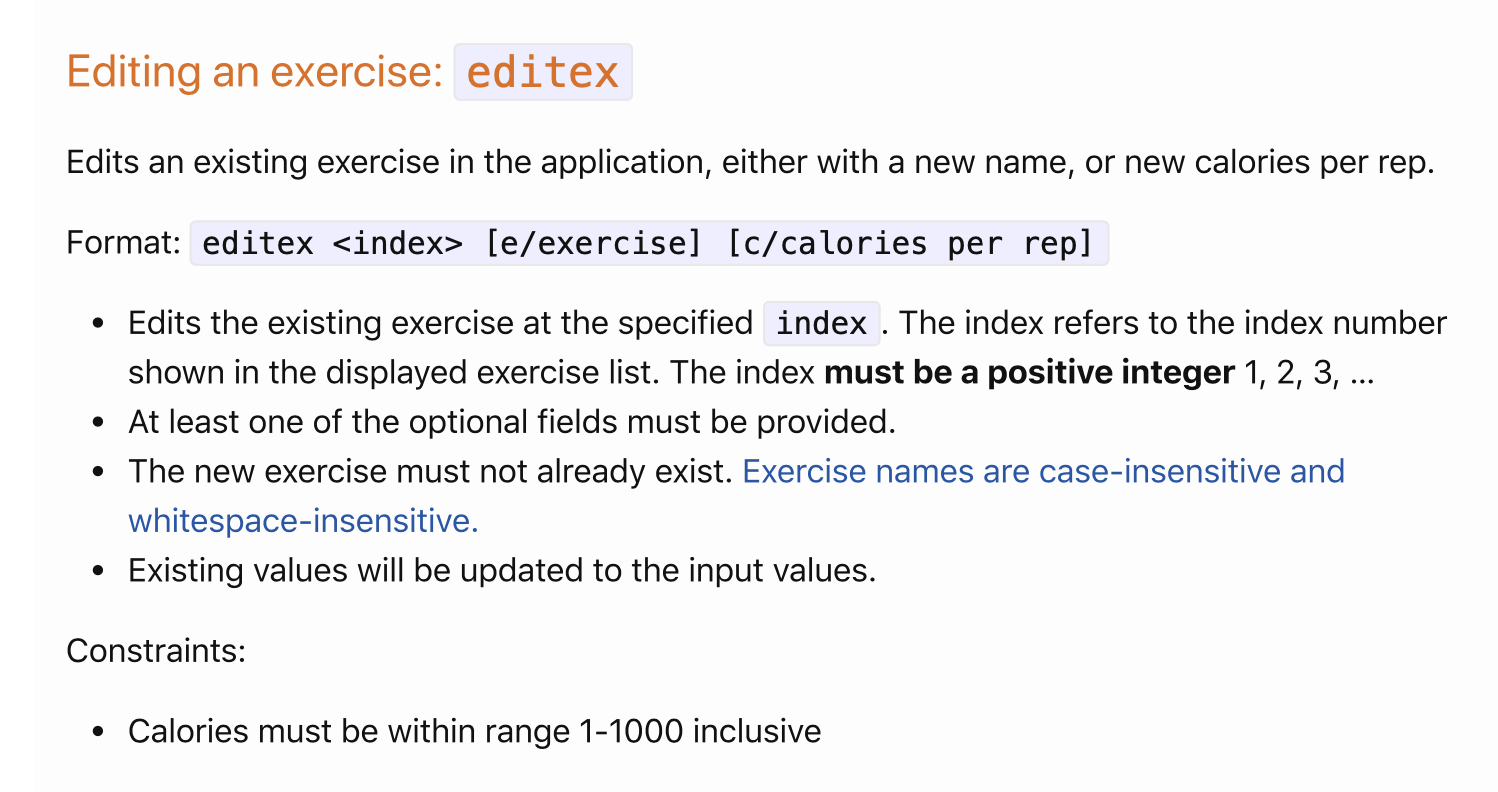 Editing an exercise: editex
Edits an existing exercise in the application, either with a new name, or new calories per rep.
Format: editex <index> [e/exercise] [c/calories per rep]
• Edits the existing exercise at the specified index. The index refers to the index number
shown in the displayed exercise list. The index must be a positive integer 1, 2, 3, ...
• At least one of the optional fields must be provided.
• The new exercise must not already exist. Exercise names are case-insensitive and
whitespace-insensitive.
• Existing values will be updated to the input values.
Constraints:
• Calories must be within range 1-1000 inclusive